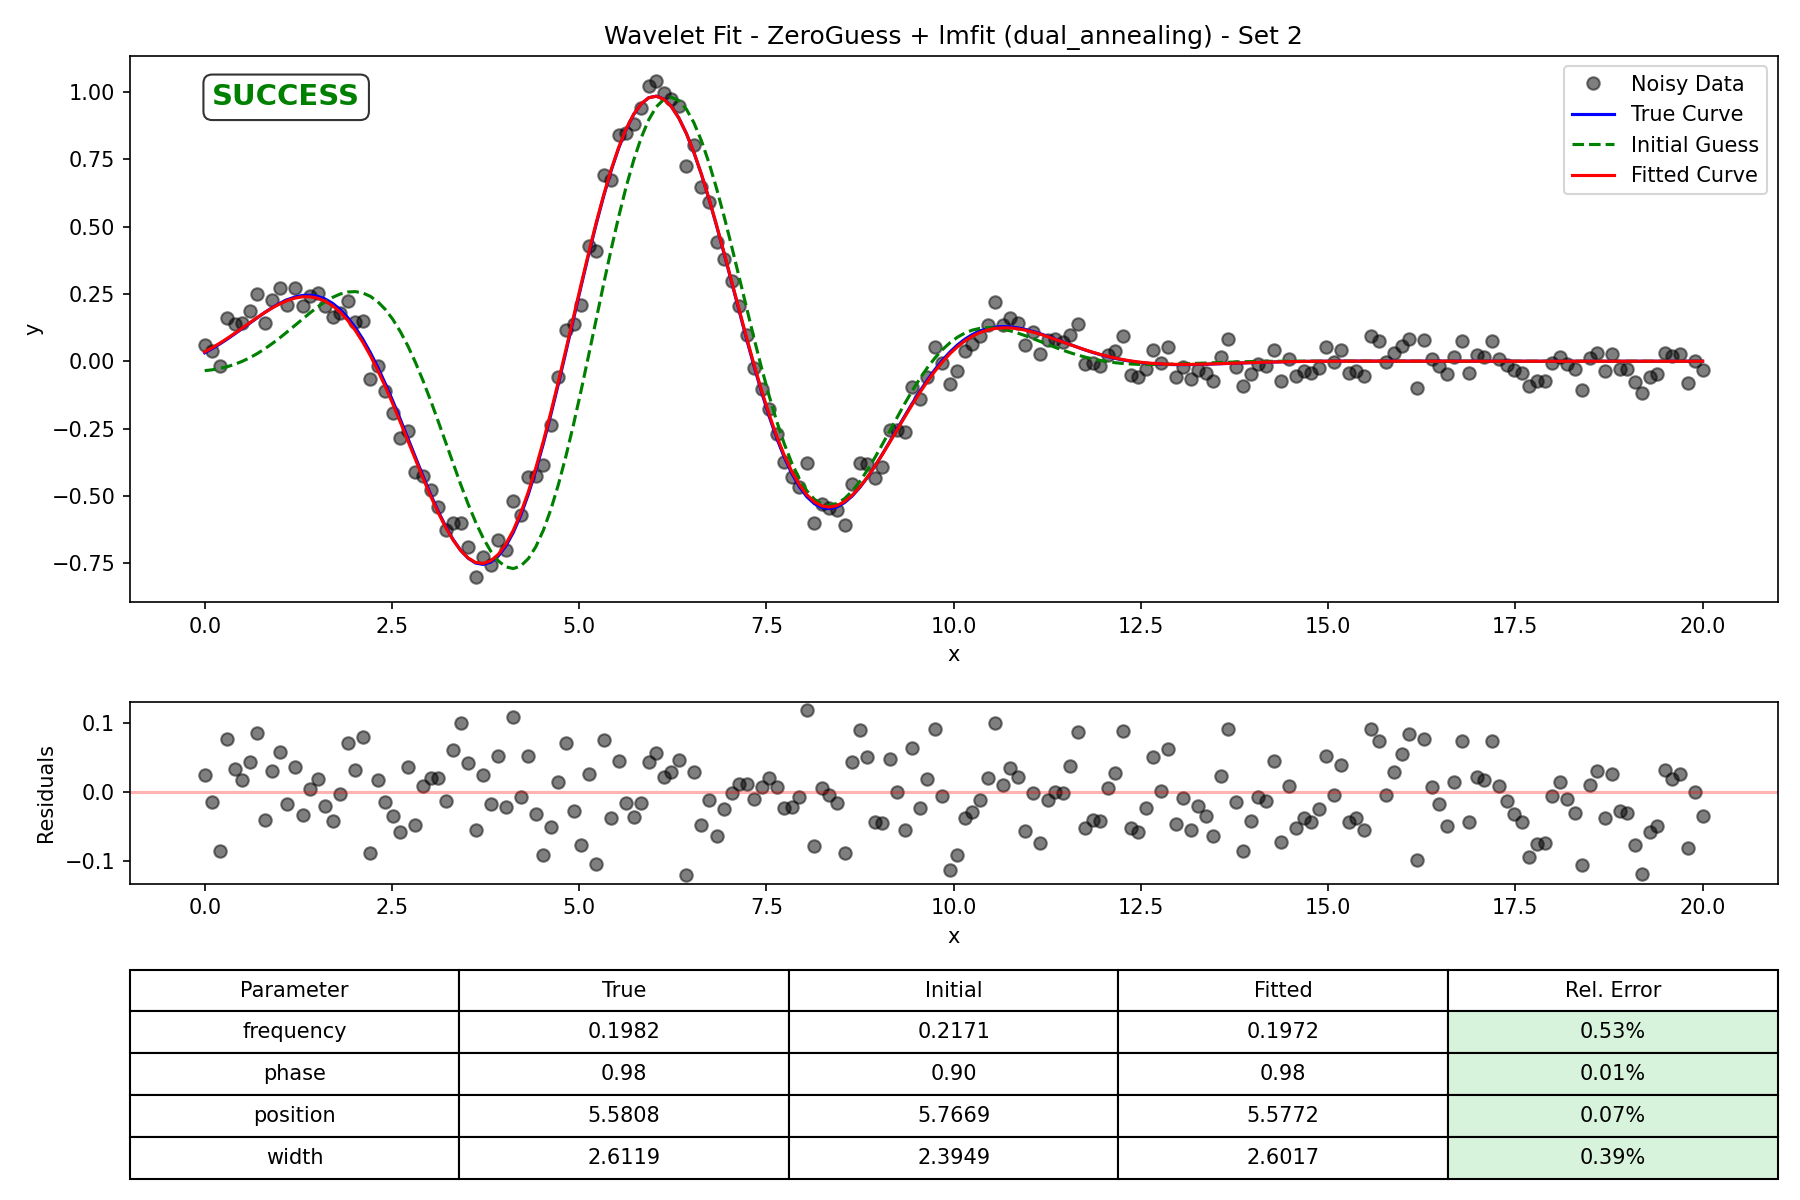 Wavelet Fit - ZeroGuess + lmfit (dual_annealing) - Set 2
SUCCESS
Noisy Data
True Curve
Initial Guess
Fitted Curve
1.00
0.75
0.50
0.25
0.00
−0.25
−0.50
−0.75
y
0.0 2.5 5.0 7.5 10.0 12.5 15.0 17.5 20.0
x
0.1
0.0
−0.1
Residuals
0.0 2.5 5.0 7.5 10.0 12.5 15.0 17.5 20.0
x
Parameter True Initial Fitted Rel. Error
frequency 0.1982 0.2171 0.1972 0.53%
phase 0.98 0.90 0.98 0.01%
position 5.5808 5.7669 5.5772 0.07%
width 2.6119 2.3949 2.6017 0.39%